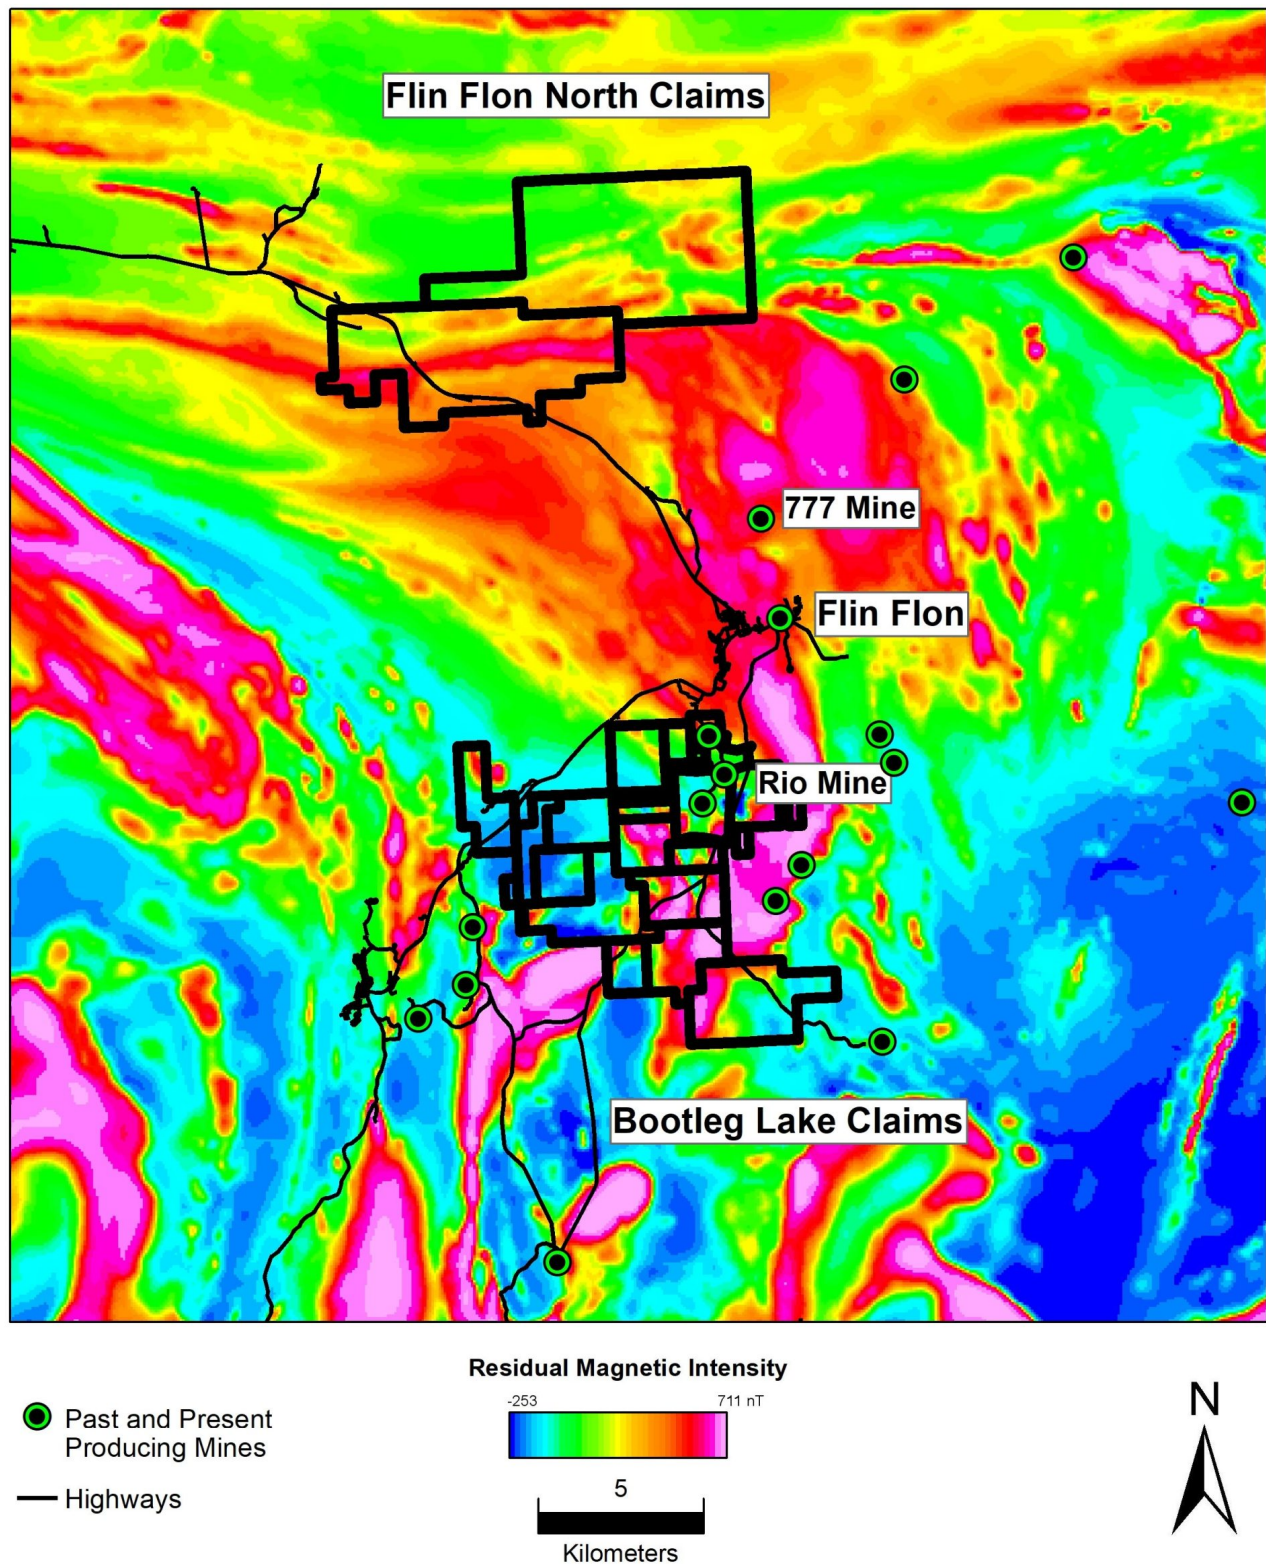 Flin Flon North Claims
777 Mine
Flin Flon
Rio Mine
Bootleg Lake Claims
Residual Magnetic Intensity
-253
711 nT
Past and Present
Producing Mines
Highways
5
Kilometers
N